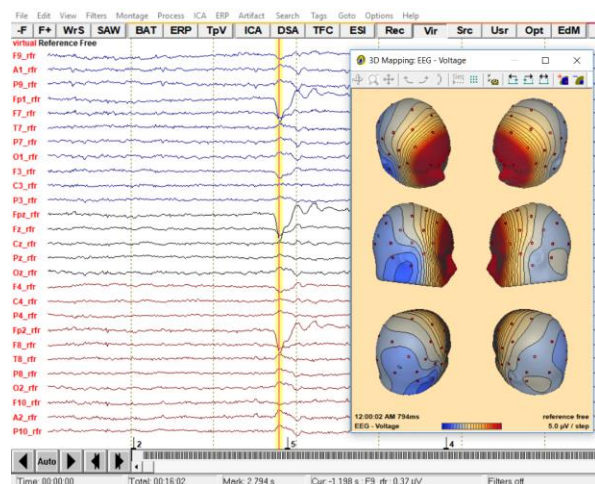 File Edit View Filters Montage Process ICA ERP Artifact Search Tags Goto Options Help
-F F+ WrS SAW BAT ERP TpV ICA DSA TFC ESI Rec Vir Src Usr Opt EdM
virtual Reference Free
F9_rfr
A1_rfr
P9_rfr
Fp1_rfr
F7_rfr
T7_rfr
P7_rfr
O1_rfr
F3_rfr
C3_rfr
P3_rfr
Fpz_rfr
Fz_rfr
Cz_rfr
Pz_rfr
Oz_rfr
F4_rfr
C4_rfr
P4_rfr
Fp2_rfr
F8_rfr
T8_rfr
P8_rfr
O2_rfr
F10_rfr
A2_rfr
P10_rfr
3D Mapping: EEG - Voltage
12:00:02 AM 794ms reference free
EEG - Voltage 5.0 µV / step
2 5 4
Auto
Time: 00:00:00 Total: 00:16:02 Mark: 2.794 s Cur: -1.198 s : F9_rfr : 0.37 µV Filters off